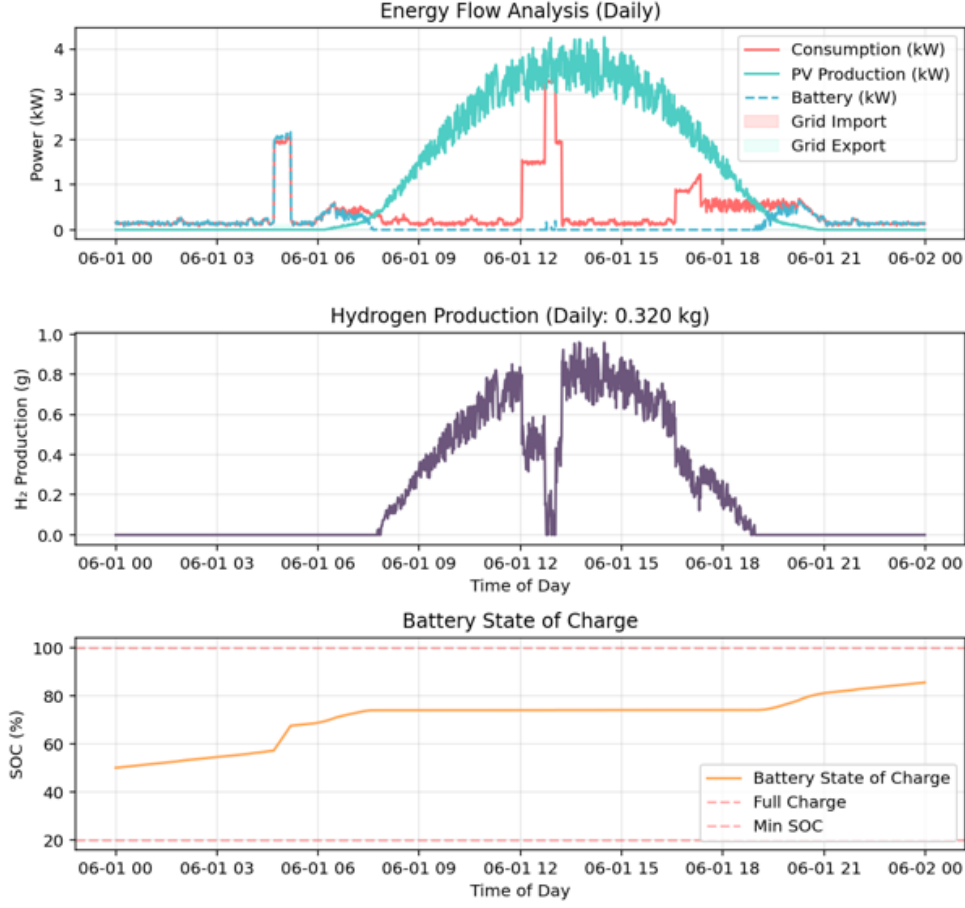 Energy Flow Analysis (Daily)
Power (kW)
4
3
2
1
0
Consumption (kW)
PV Production (kW)
Battery (kW)
Grid Import
Grid Export
06-01 00 06-01 03 06-01 06 06-01 09 06-01 12 06-01 15 06-01 18 06-01 21 06-02 00
Hydrogen Production (Daily: 0.320 kg)
H₂ Production (g)
1.0
0.8
0.6
0.4
0.2
0.0
06-01 00 06-01 03 06-01 06 06-01 09 06-01 12 06-01 15 06-01 18 06-01 21 06-02 00
Time of Day
Battery State of Charge
SOC (%)
100
80
60
40
20
Battery State of Charge
Full Charge
Min SOC
06-01 00 06-01 03 06-01 06 06-01 09 06-01 12 06-01 15 06-01 18 06-01 21 06-02 00
Time of Day